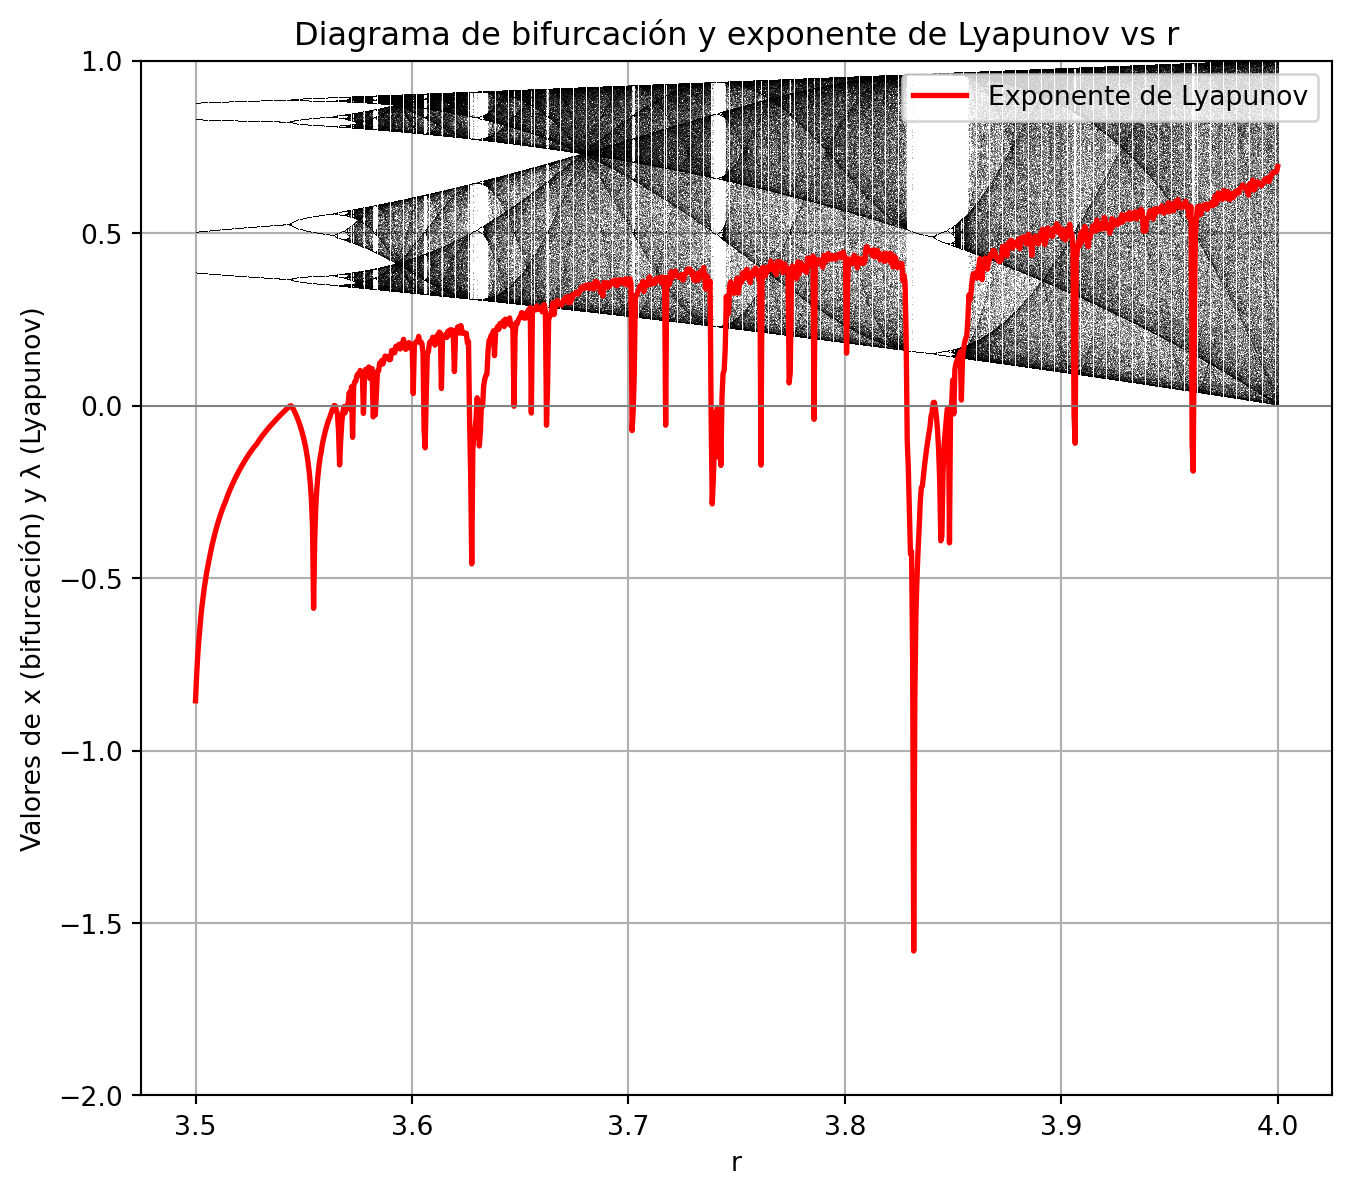 Diagrama de bifurcación y exponente de Lyapunov vs r
Exponente de Lyapunov
Valores de x (bifurcación) y λ (Lyapunov)
1.0
0.5
0.0
−0.5
−1.0
−1.5
−2.0
3.5 3.6 3.7 3.8 3.9 4.0
r